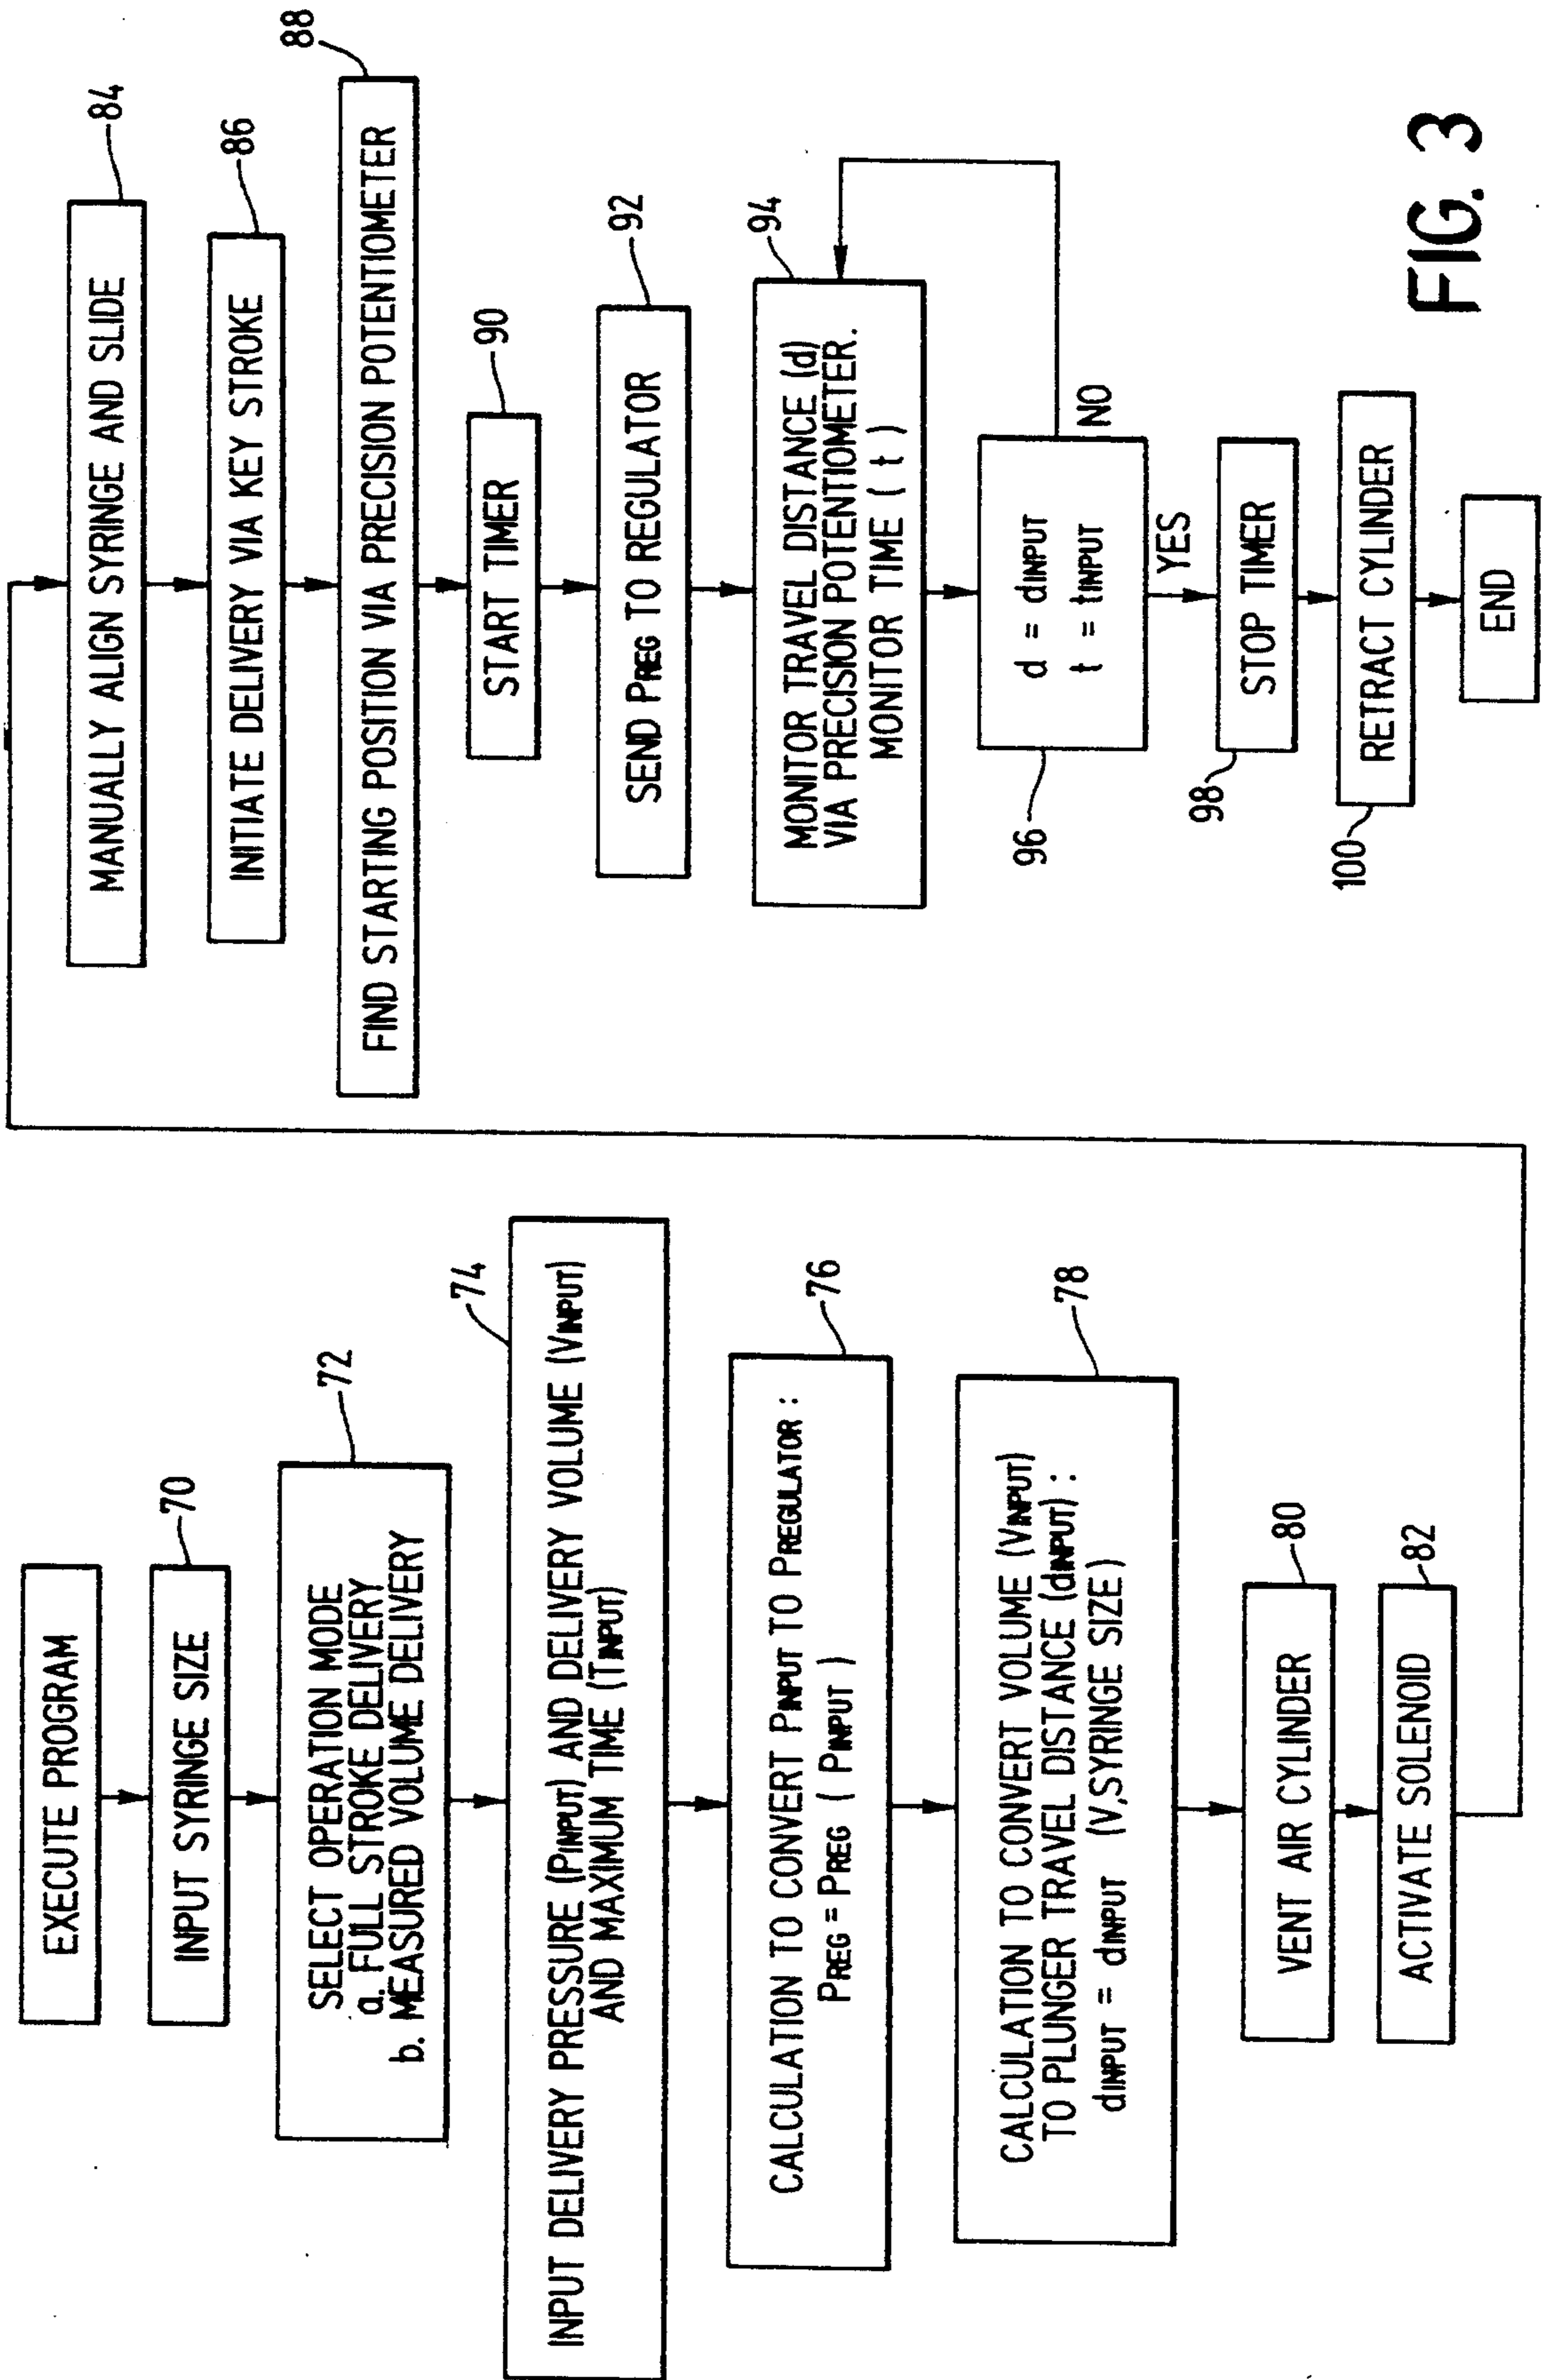 EXECUTE PROGRAM
INPUT SYRINGE SIZE
70
SELECT OPERATION MODE
a. FULL STROKE DELIVERY
b. MEASURED VOLUME DELIVERY
72
INPUT DELIVERY PRESSURE (PINPUT) AND DELIVERY VOLUME (VINPUT)
AND MAXIMUM TIME (TINPUT)
74
CALCULATION TO CONVERT PINPUT TO PREGULATOR :
PREG = PREG ( PINPUT )
76
CALCULATION TO CONVERT VOLUME (VINPUT)
TO PLUNGER TRAVEL DISTANCE (dINPUT) :
dINPUT = dINPUT (V,SYRINGE SIZE)
78
VENT AIR CYLINDER
80
ACTIVATE SOLENOID
82
MANUALLY ALIGN SYRINGE AND SLIDE
84
INITIATE DELIVERY VIA KEY STROKE
86
FIND STARTING POSITION VIA PRECISION POTENTIOMETER
88
START TIMER
90
SEND PREG TO REGULATOR
92
MONITOR TRAVEL DISTANCE (d)
VIA PRECISION POTENTIOMETER.
MONITOR TIME ( t )
94
d = dINPUT
t = tINPUT
96
NO
YES
STOP TIMER
98
RETRACT CYLINDER
100
END
FIG. 3